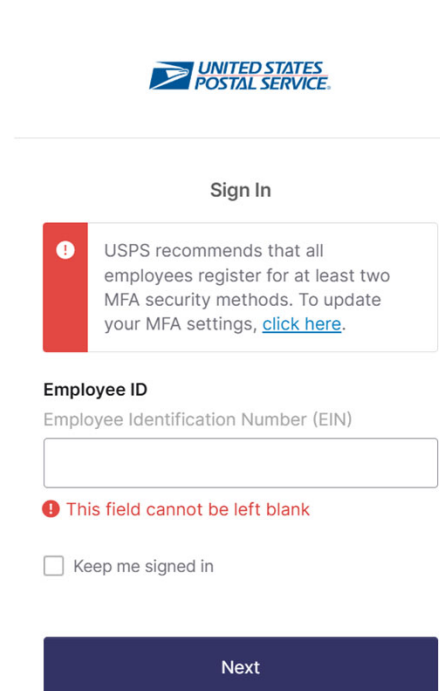 UNITED STATES
POSTAL SERVICE®
Sign In
USPS recommends that all
employees register for at least two
MFA security methods. To update
your MFA settings, click here.
Employee ID
Employee Identification Number (EIN)
This field cannot be left blank
Keep me signed in
Next